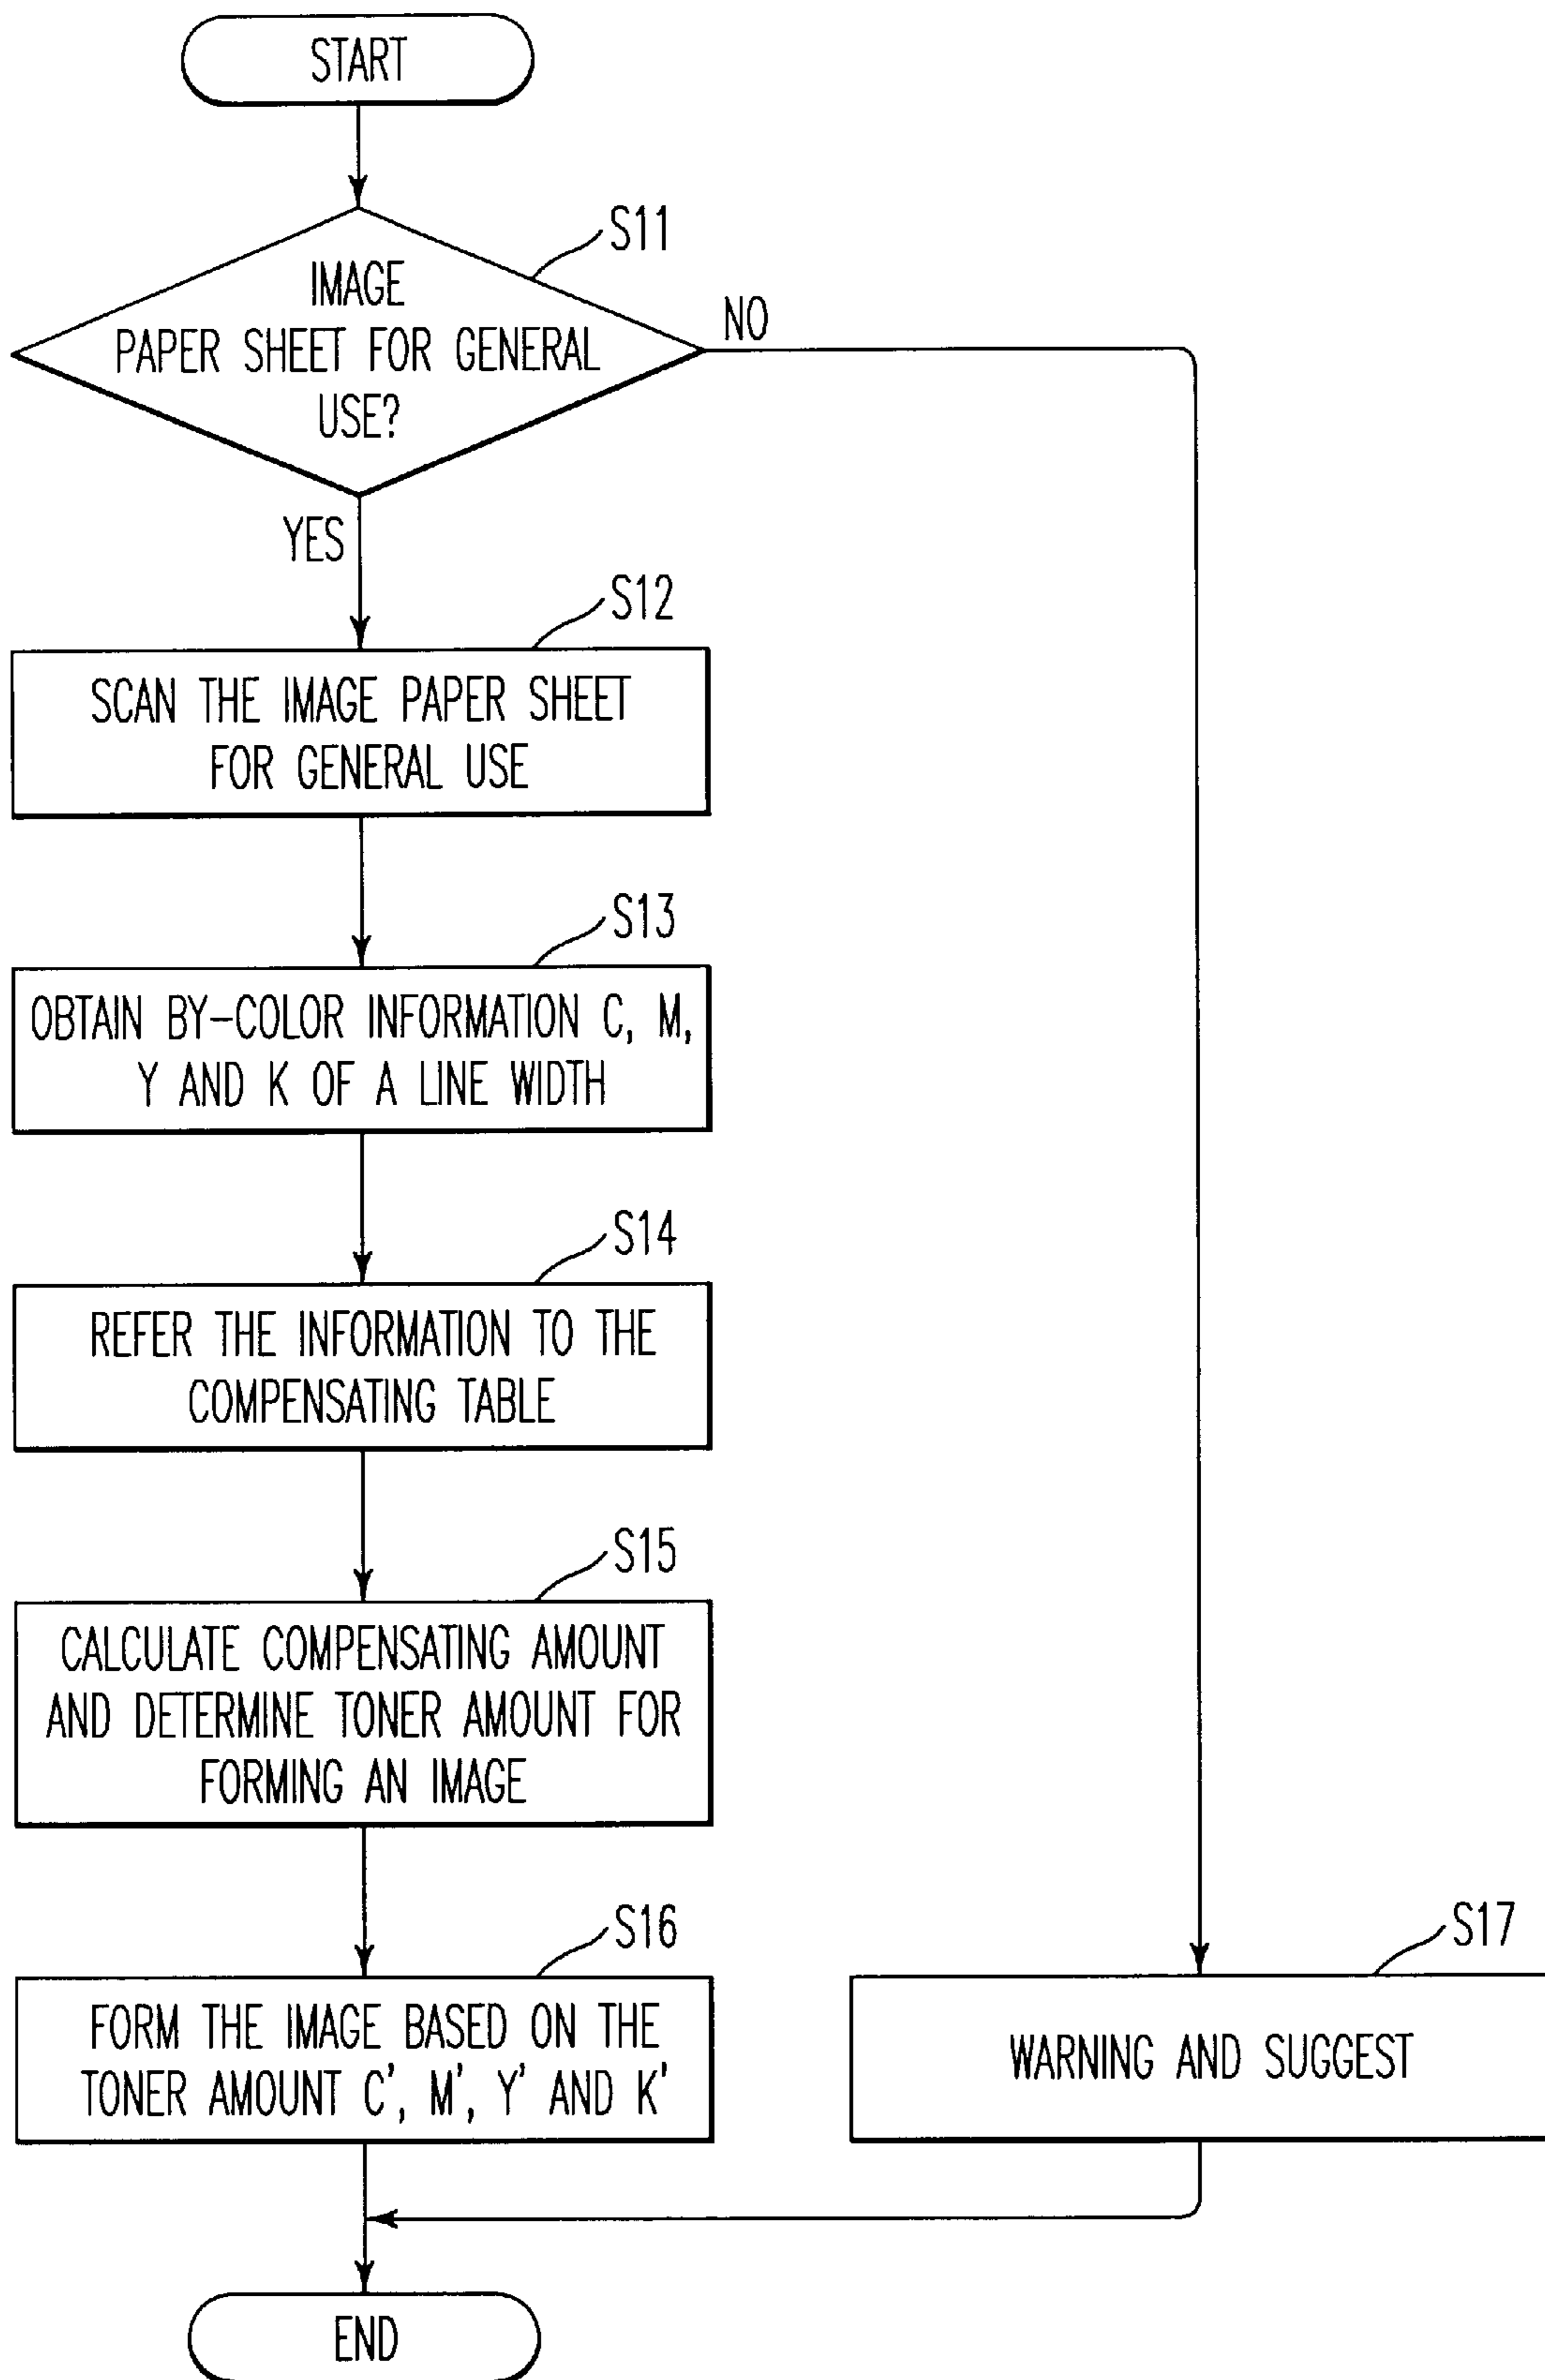 START
S11
IMAGE
PAPER SHEET FOR GENERAL
USE?
NO
YES
S12
SCAN THE IMAGE PAPER SHEET
FOR GENERAL USE
S13
OBTAIN BY-COLOR INFORMATION C, M,
Y AND K OF A LINE WIDTH
S14
REFER THE INFORMATION TO THE
COMPENSATING TABLE
S15
CALCULATE COMPENSATING AMOUNT
AND DETERMINE TONER AMOUNT FOR
FORMING AN IMAGE
S16
FORM THE IMAGE BASED ON THE
TONER AMOUNT C', M', Y' AND K'
S17
WARNING AND SUGGEST
END